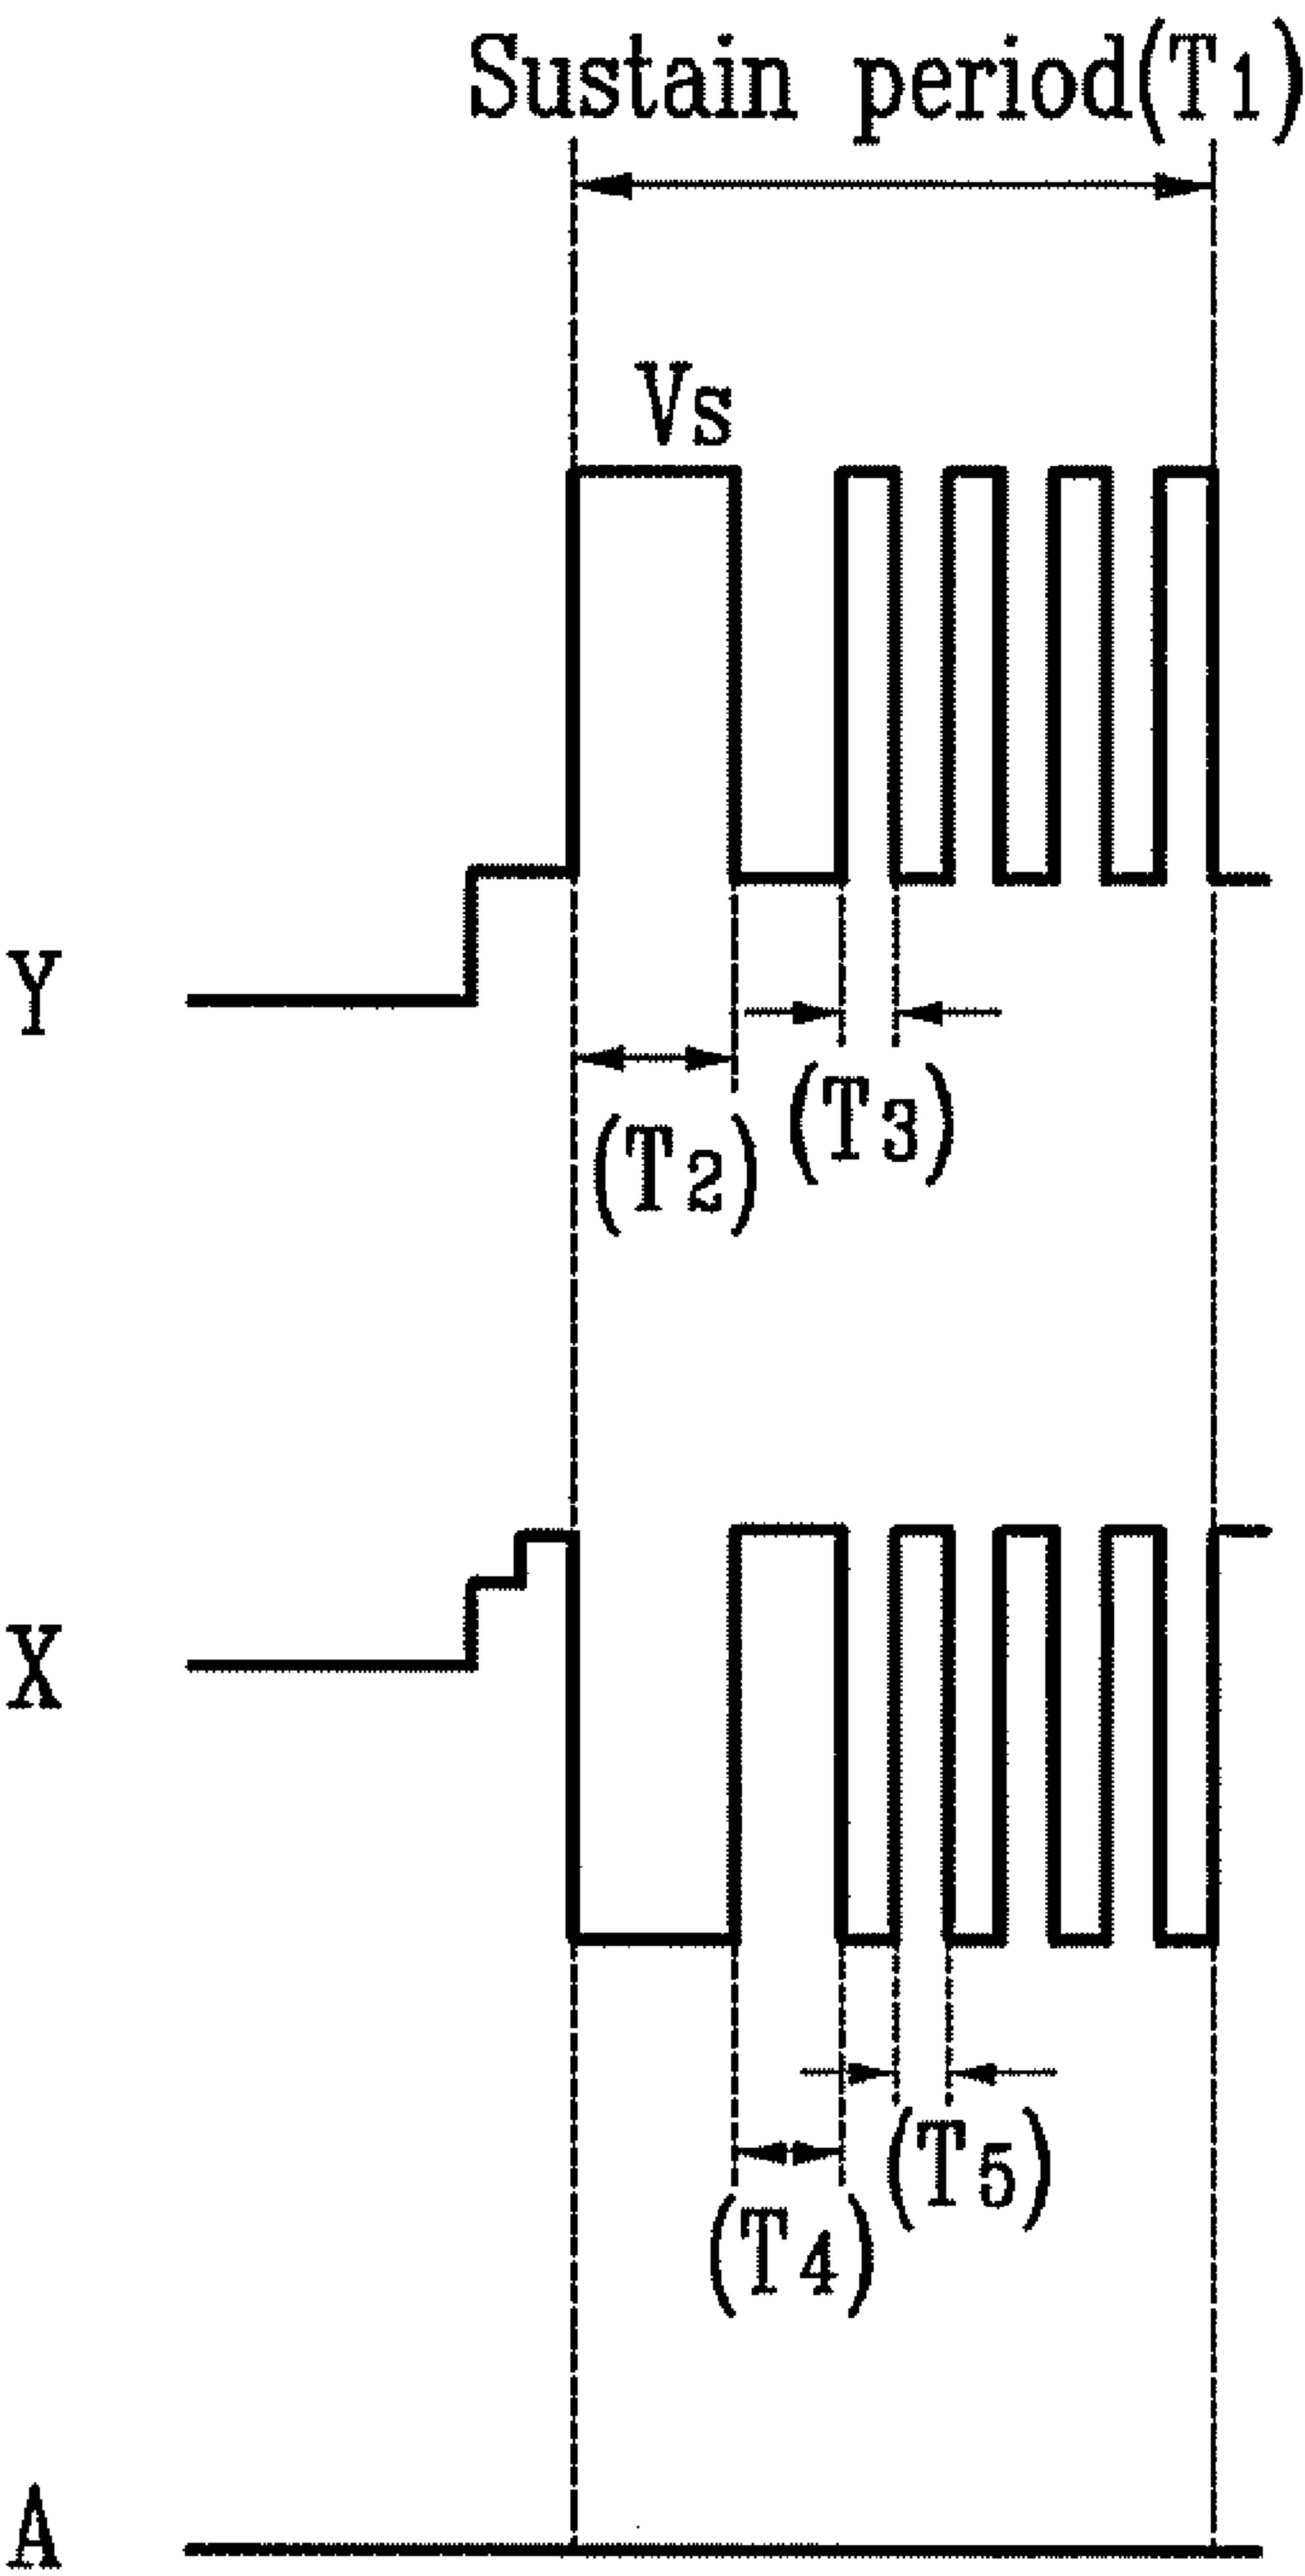 Sustain period(T1)
Vs
Y
(T3)
(T2)
X
(T5)
(T4)
A